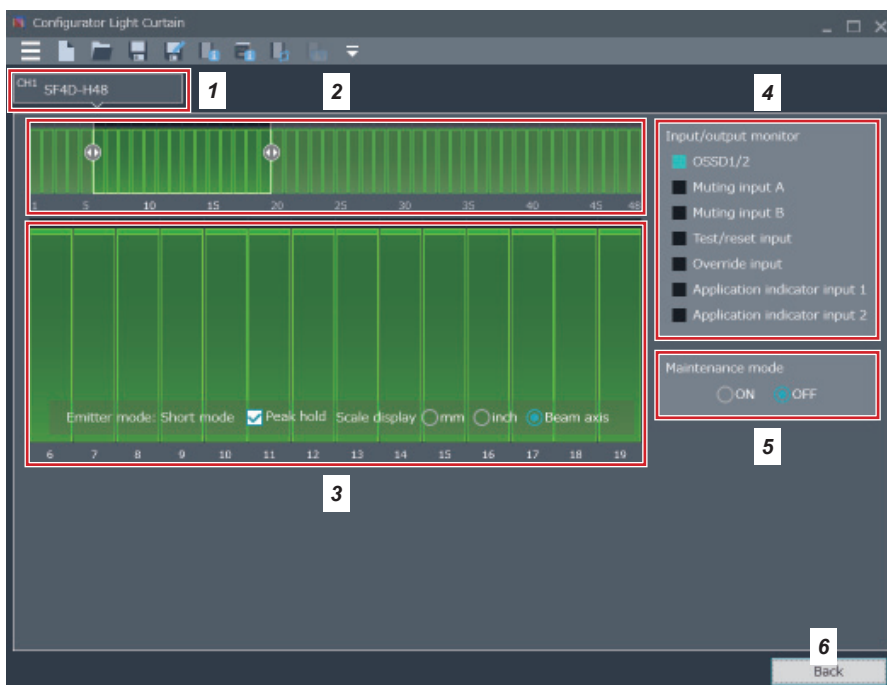 Configurator Light Curtain
CH1 SF4D-H48
1
2
4
1 5 10 15 20 25 30 35 40 45 48
Input/output monitor
OSSD1/2
Muting input A
Muting input B
Test/reset input
Override input
Application indicator input 1
Application indicator input 2
Emitter mode: Short mode Peak hold Scale display mm inch Beam axis
6 7 8 9 10 11 12 13 14 15 16 17 18 19
3
Maintenance mode
ON OFF
5
6
Back